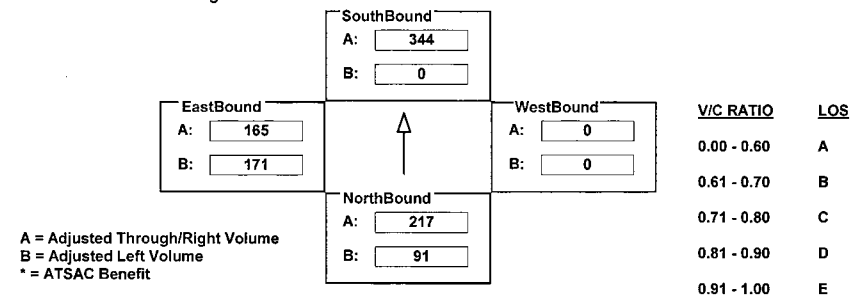 SouthBound
A: 344
B: 0
EastBound
A: 165
B: 171
WestBound
A: 0
B: 0
NorthBound
A: 217
B: 91
A = Adjusted Through/Right Volume
B = Adjusted Left Volume
* = ATSAC Benefit
V/C RATIO LOS
0.00 - 0.60 A
0.61 - 0.70 B
0.71 - 0.80 C
0.81 - 0.90 D
0.91 - 1.00 E